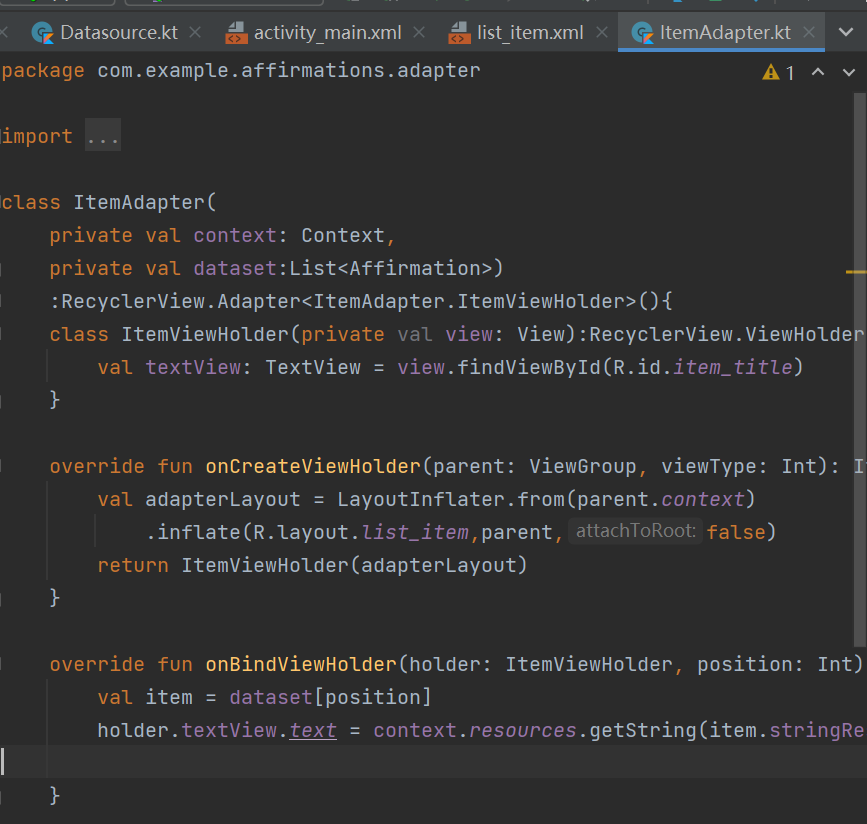 Datasource.kt activity_main.xml list_item.xml ItemAdapter.kt
package com.example.affirmations.adapter 1
import ...
class ItemAdapter(
private val context: Context,
private val dataset:List<Affirmation>)
:RecyclerView.Adapter<ItemAdapter.ItemViewHolder>(){
class ItemViewHolder(private val view: View):RecyclerView.ViewHolder
val textView: TextView = view.findViewById(R.id.item_title)
}
override fun onCreateViewHolder(parent: ViewGroup, viewType: Int):
val adapterLayout = LayoutInflater.from(parent.context)
.inflate(R.layout.list_item,parent, attachToRoot: false)
return ItemViewHolder(adapterLayout)
}
override fun onBindViewHolder(holder: ItemViewHolder, position: Int)
val item = dataset[position]
holder.textView.text = context.resources.getString(item.stringRe
}